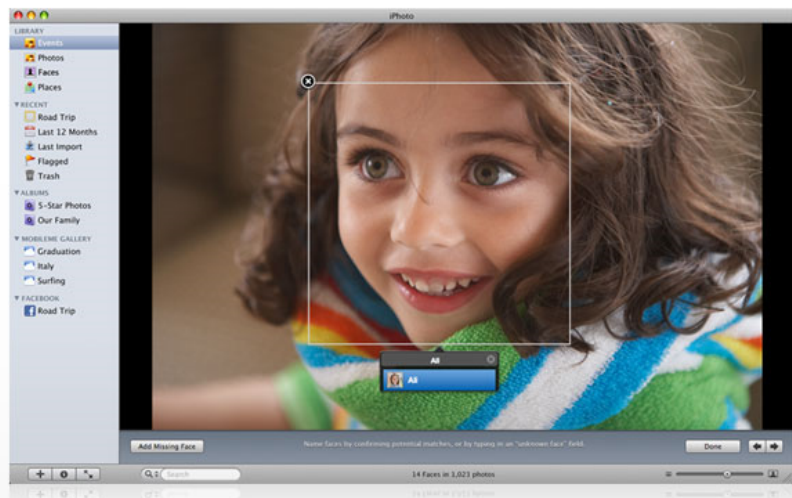 iPhoto
LIBRARY
Events
Photos
Faces
Places
RECENT
Road Trip
Last 12 Months
Last Import
Flagged
Trash
ALBUMS
5-Star Photos
Our Family
MOBILEME GALLERY
Graduation
Italy
Surfing
FACEBOOK
Road Trip
Ali
Ali
Add Missing Face
Name faces by confirming potential matches, or by typing in an "unknown face" field.
Done
Search
14 Faces in 1,023 photos